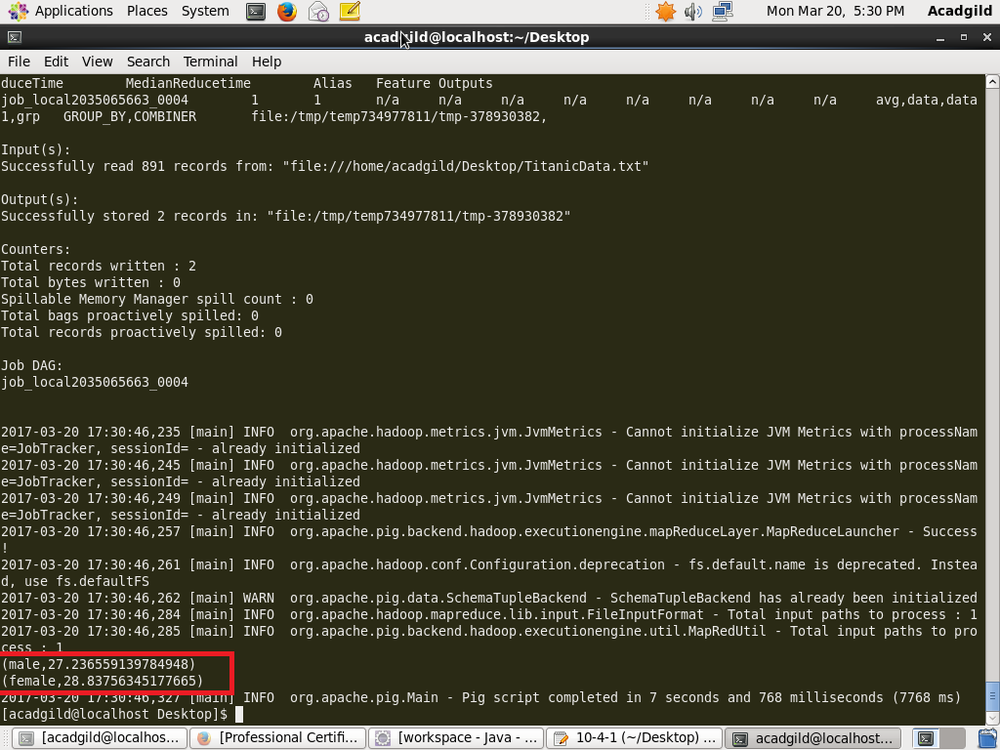 Applications Places System Mon Mar 20, 5:30 PM Acadgild
acadgild@localhost:~/Desktop
File Edit View Search Terminal Help
duceTime MedianReducetime Alias Feature Outputs
job_local2035065663_0004 1 1 n/a n/a n/a n/a n/a n/a n/a n/a avg,data,data
1,grp GROUP_BY,COMBINER file:/tmp/temp734977811/tmp-378930382,
Input(s):
Successfully read 891 records from: "file:///home/acadgild/Desktop/TitanicData.txt"
Output(s):
Successfully stored 2 records in: "file:/tmp/temp734977811/tmp-378930382"
Counters:
Total records written : 2
Total bytes written : 0
Spillable Memory Manager spill count : 0
Total bags proactively spilled: 0
Total records proactively spilled: 0
Job DAG:
job_local2035065663_0004
2017-03-20 17:30:46,235 [main] INFO org.apache.hadoop.metrics.jvm.JvmMetrics - Cannot initialize JVM Metrics with processNam
e=JobTracker, sessionId= - already initialized
2017-03-20 17:30:46,245 [main] INFO org.apache.hadoop.metrics.jvm.JvmMetrics - Cannot initialize JVM Metrics with processNam
e=JobTracker, sessionId= - already initialized
2017-03-20 17:30:46,249 [main] INFO org.apache.hadoop.metrics.jvm.JvmMetrics - Cannot initialize JVM Metrics with processNam
e=JobTracker, sessionId= - already initialized
2017-03-20 17:30:46,257 [main] INFO org.apache.pig.backend.hadoop.executionengine.mapReduceLayer.MapReduceLauncher - Success
!
2017-03-20 17:30:46,261 [main] INFO org.apache.hadoop.conf.Configuration.deprecation - fs.default.name is deprecated. Instea
d, use fs.defaultFS
2017-03-20 17:30:46,262 [main] WARN org.apache.pig.data.SchemaTupleBackend - SchemaTupleBackend has already been initialized
2017-03-20 17:30:46,284 [main] INFO org.apache.hadoop.mapreduce.lib.input.FileInputFormat - Total input paths to process : 1
2017-03-20 17:30:46,285 [main] INFO org.apache.pig.backend.hadoop.executionengine.util.MapRedUtil - Total input paths to pro
cess : 1
(male,27.236559139784948)
(female,28.83756345177665)
2017-03-20 17:30:46,327 [main] INFO org.apache.pig.Main - Pig script completed in 7 seconds and 768 milliseconds (7768 ms)
[acadgild@localhost Desktop]$
[acadgild@localhos... [Professional Certifi... [workspace - Java - ... 10-4-1 (~/Desktop) ... acadgild@localhost:...